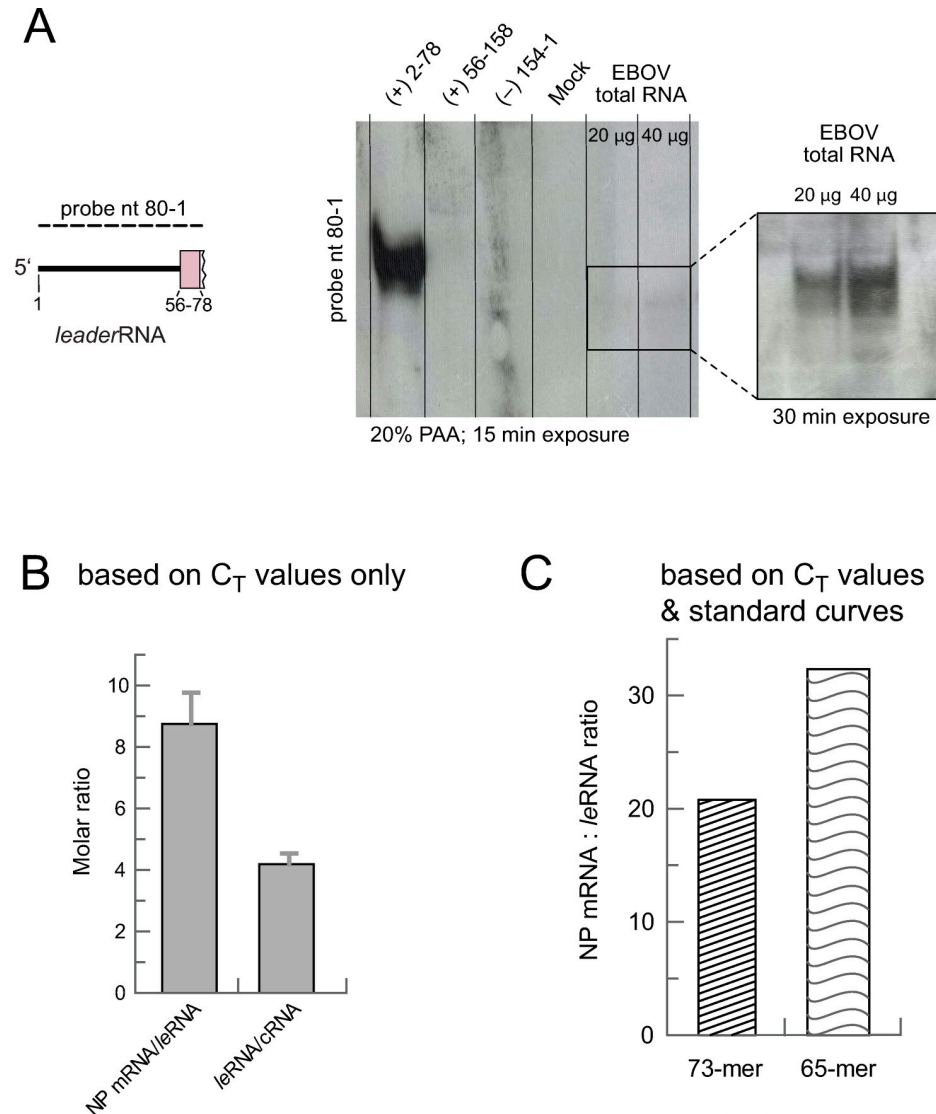 A
(+) 2-78
(+) 56-158
(–) 154-1
Mock
EBOV
total RNA
20 µg 40 µg
probe nt 80-1
5‘
1
56-78
leaderRNA
probe nt 80-1
20% PAA; 15 min exposure
EBOV
total RNA
20 µg 40 µg
30 min exposure
B based on CT values only
Molar ratio
10
8
6
4
2
0
NP mRNA/leRNA
leRNA/cRNA
C based on CT values
& standard curves
NP mRNA : leRNA ratio
30
20
10
0
73-mer 65-mer